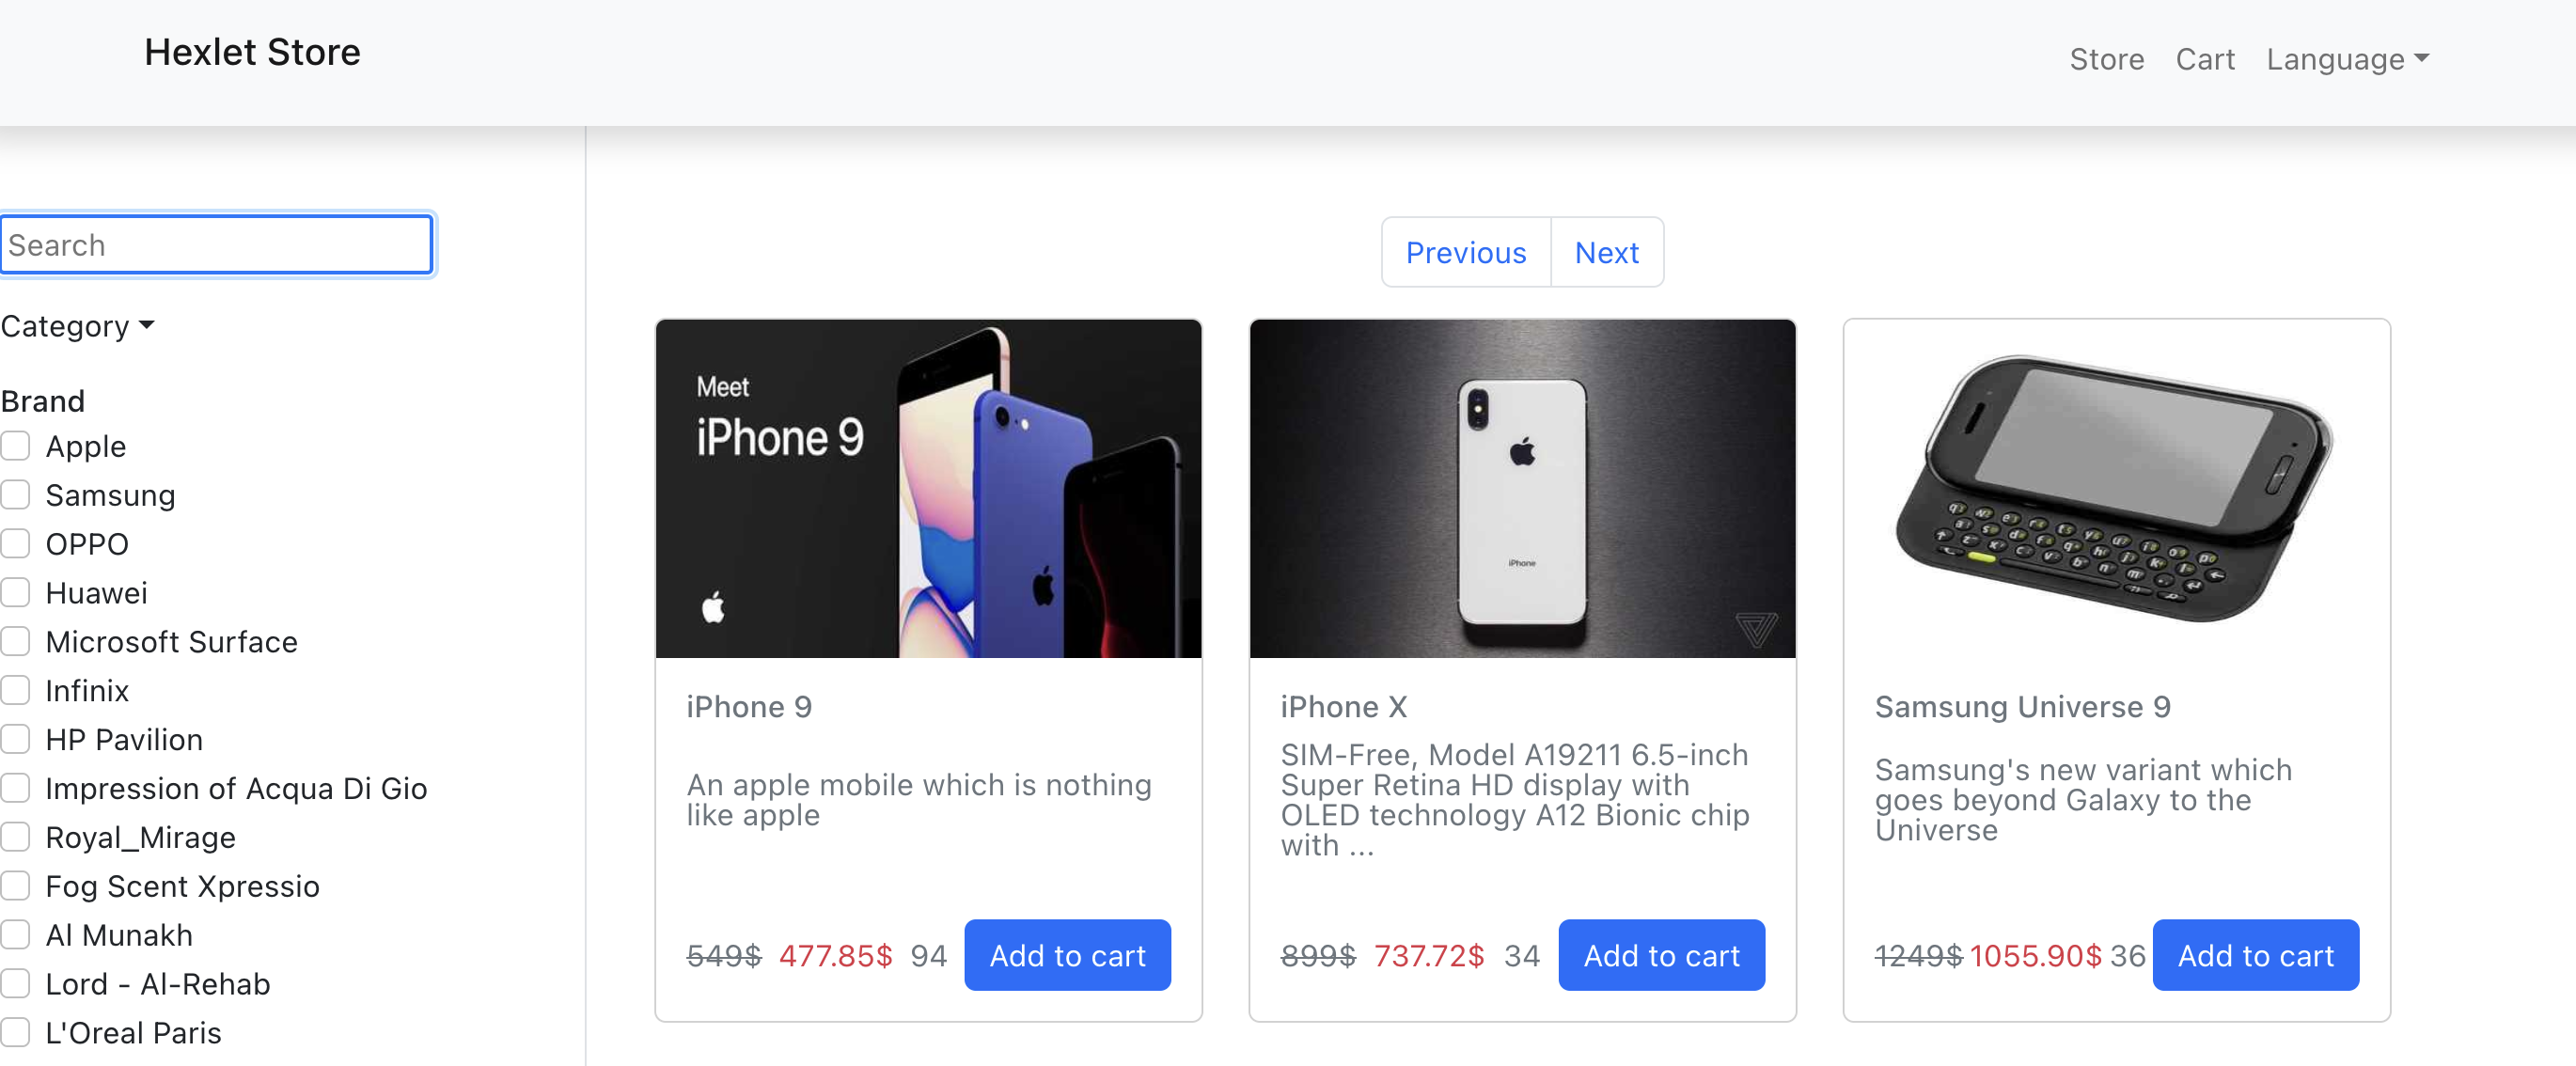 Hexlet Store
Store
Cart
Language
Search
Category
Brand
Apple
Samsung
OPPO
Huawei
Microsoft Surface
Infinix
HP Pavilion
Impression of Acqua Di Gio
Royal_Mirage
Fog Scent Xpressio
Al Munakh
Lord - Al-Rehab
L'Oreal Paris
Previous
Next
Meet
iPhone 9
iPhone 9
An apple mobile which is nothing
like apple
549$ 477.85$ 94
Add to cart
iPhone
iPhone X
SIM-Free, Model A19211 6.5-inch
Super Retina HD display with
OLED technology A12 Bionic chip
with ...
899$ 737.72$ 34
Add to cart
Samsung Universe 9
Samsung's new variant which
goes beyond Galaxy to the
Universe
1249$ 1055.90$ 36
Add to cart